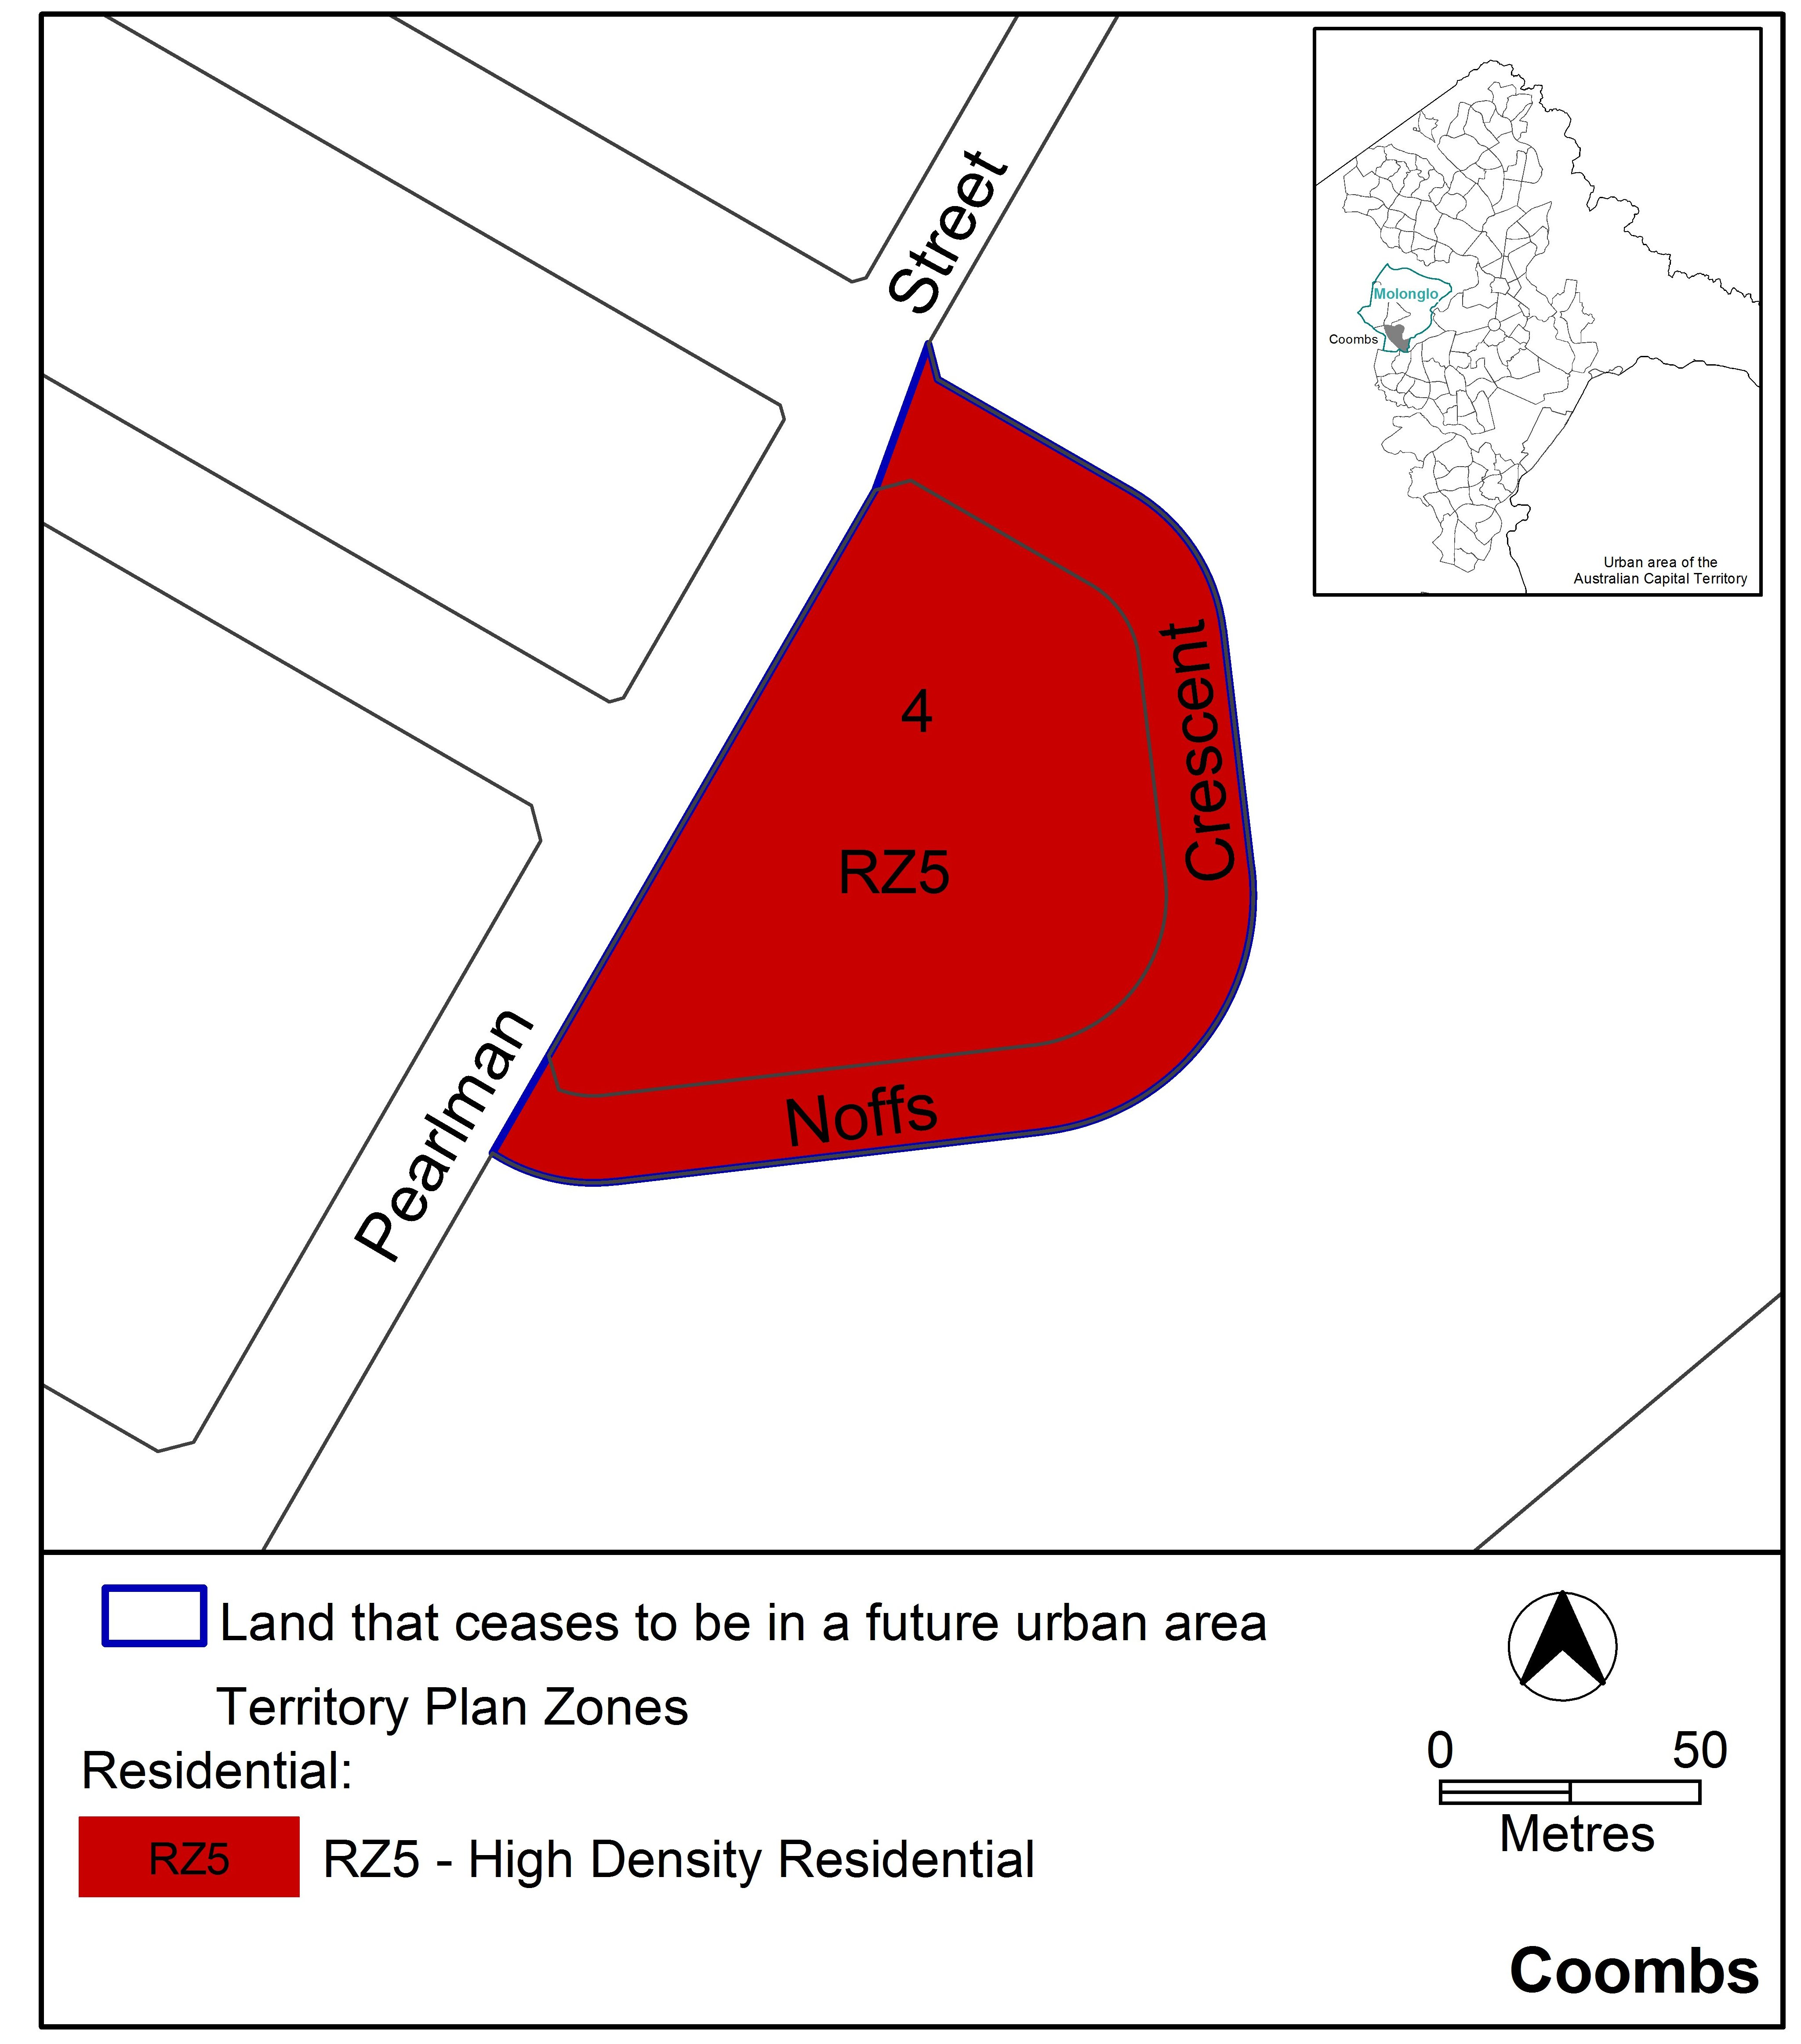 Street
Molonglo
Coombs
Urban area of the
Australian Capital Territory
4
RZ5
Crescent
Noffs
Pearlman
Land that ceases to be in a future urban area
Territory Plan Zones
Residential:
RZ5
RZ5 - High Density Residential
0 50
Metres
Coombs